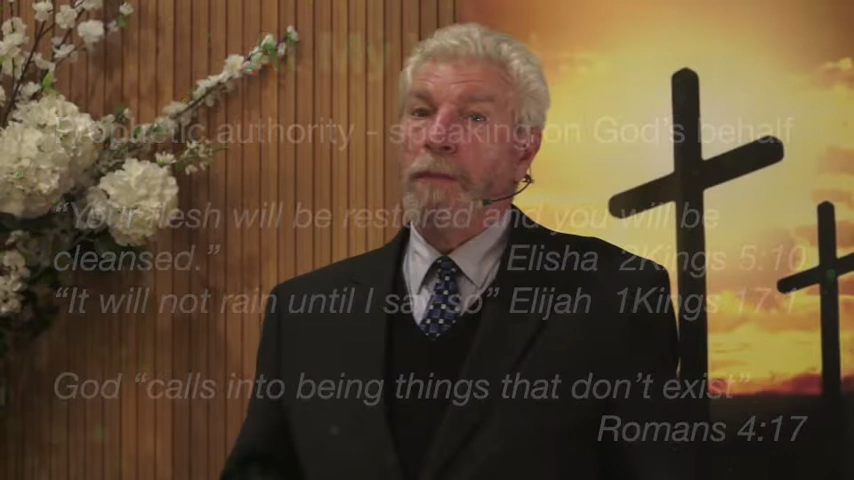 authority - speaking on God's behalf
"Your flesh will be restored and you will be
cleansed." Elisha 2Kings 5:10
"It will not rain until I say so" Elijah 1Kings 17:1
God "calls into being things that don't exist"
Romans 4:17